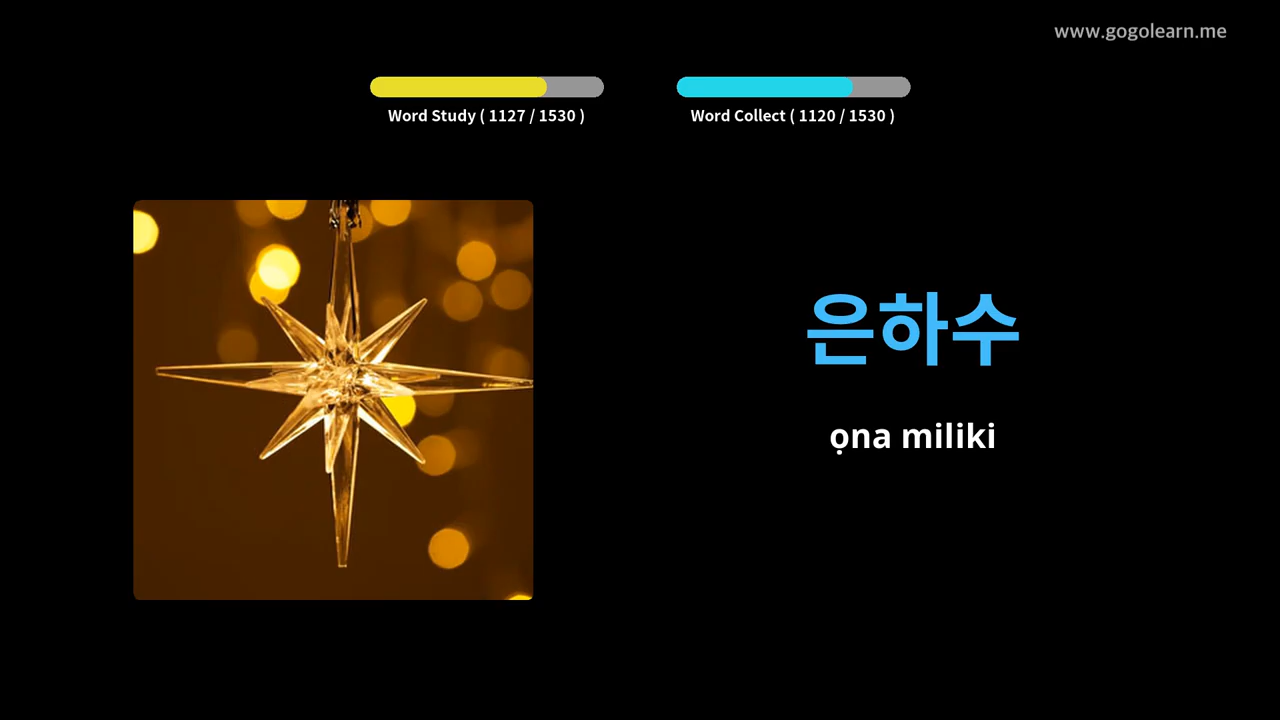 www.gogolearn.me
Word Study ( 1127 / 1530 )
Word Collect ( 1120 / 1530 )
은하수
ọna miliki